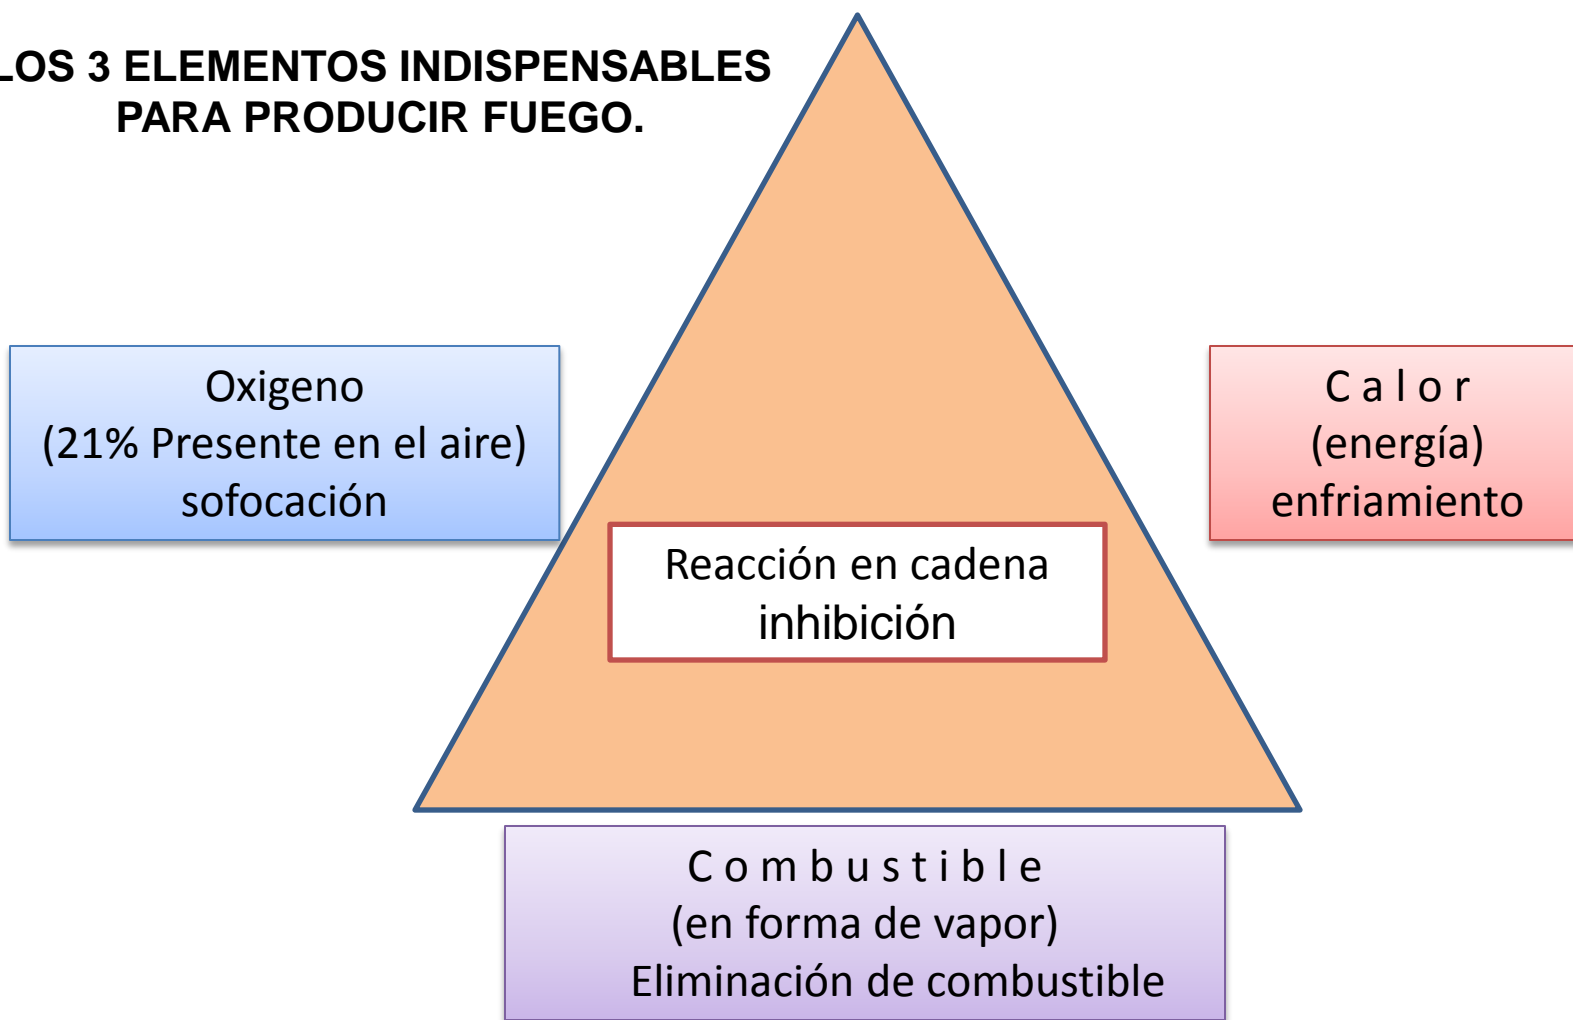 LOS 3 ELEMENTOS INDISPENSABLES
PARA PRODUCIR FUEGO.
Oxigeno
(21% Presente en el aire)
sofocación
C a l o r
(energía)
enfriamiento
Reacción en cadena
inhibición
C o m b u s t i b l e
(en forma de vapor)
Eliminación de combustible